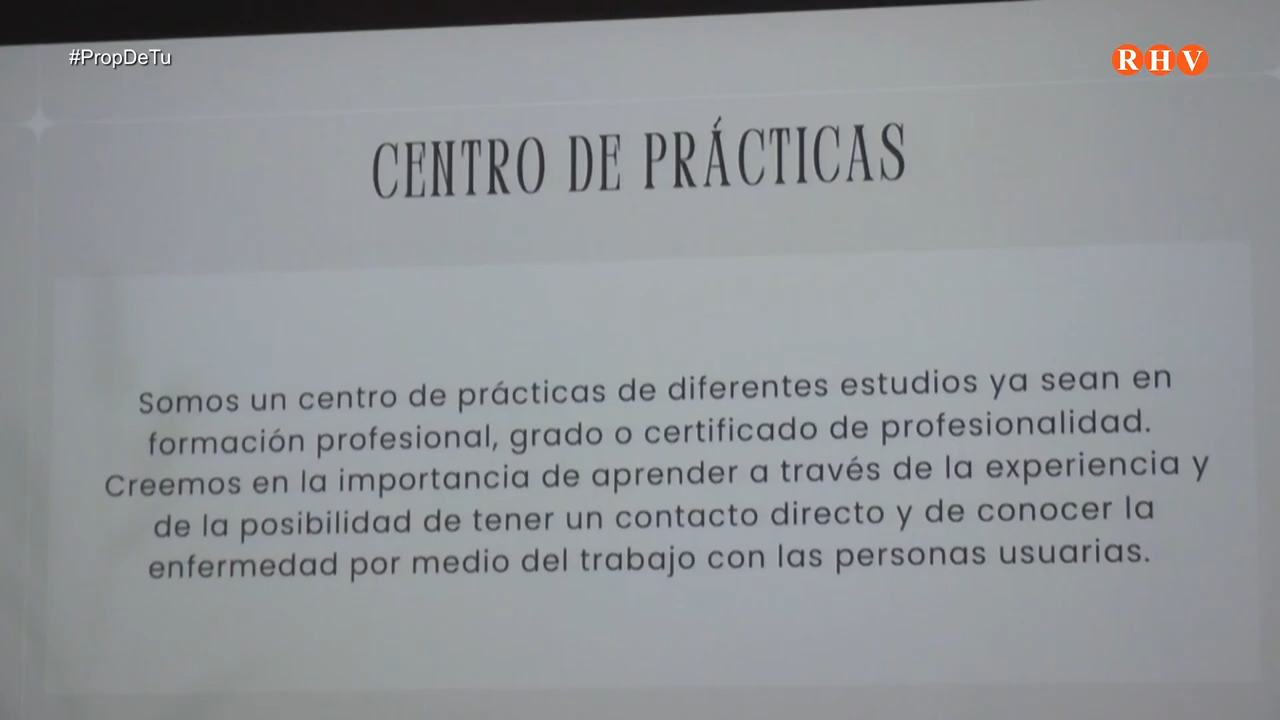 #PropDeTu
RHV
CENTRO DE PRÁCTICAS
Somos un centro de prácticas de diferentes estudios ya sean en
formación profesional, grado o certificado de profesionalidad.
Creemos en la importancia de aprender a través de la experiencia y
de la posibilidad de tener un contacto directo y de conocer la
enfermedad por medio del trabajo con las personas usuarias.